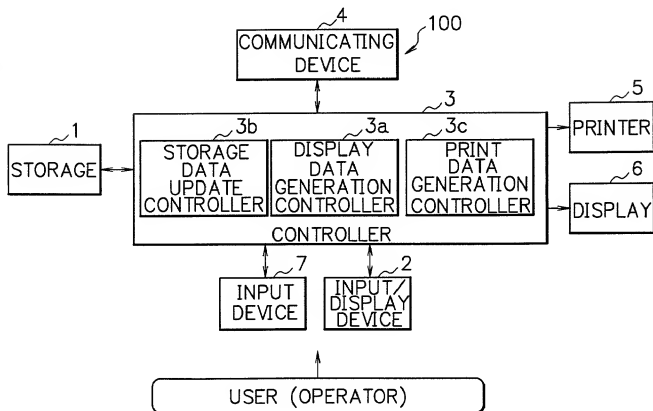 4
100
COMMUNICATING
DEVICE
3
5
PRINTER
1
STORAGE
3b
STORAGE
DATA
UPDATE
CONTROLLER
3a
DISPLAY
DATA
GENERATION
CONTROLLER
3c
PRINT
DATA
GENERATION
CONTROLLER
6
DISPLAY
CONTROLLER
7
INPUT
DEVICE
2
INPUT/
DISPLAY
DEVICE
USER (OPERATOR)